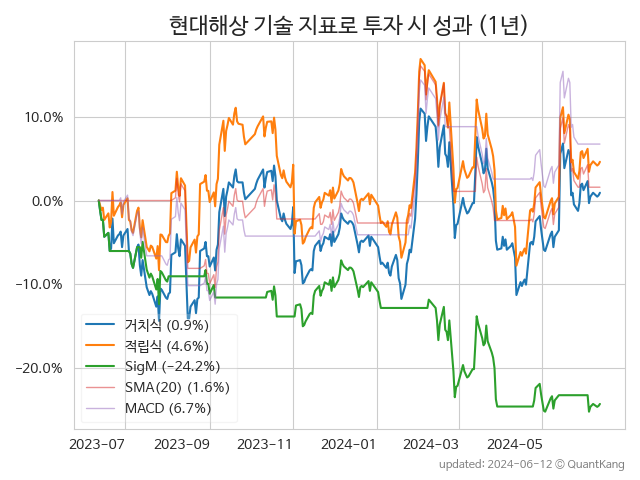 현대해상 기술 지표로 투자 시 성과 (1년)
10.0%
0.0%
−10.0%
−20.0%
거치식 (0.9%)
적립식 (4.6%)
SigM (−24.2%)
SMA(20) (1.6%)
MACD (6.7%)
2023-07 2023-09 2023-11 2024-01 2024-03 2024-05
updated: 2024-06-12 © QuantKang